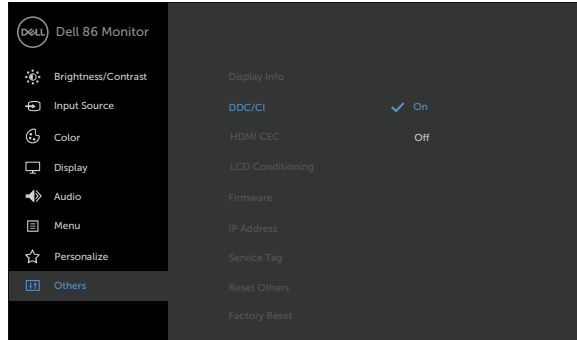 DELL Dell 86 Monitor
Brightness/Contrast Display Info
Input Source DDC/CI On
Color HDMI CEC Off
Display LCD Conditioning
Audio Firmware
Menu IP Address
Personalize Service Tag
Others Reset Others
Factory Reset